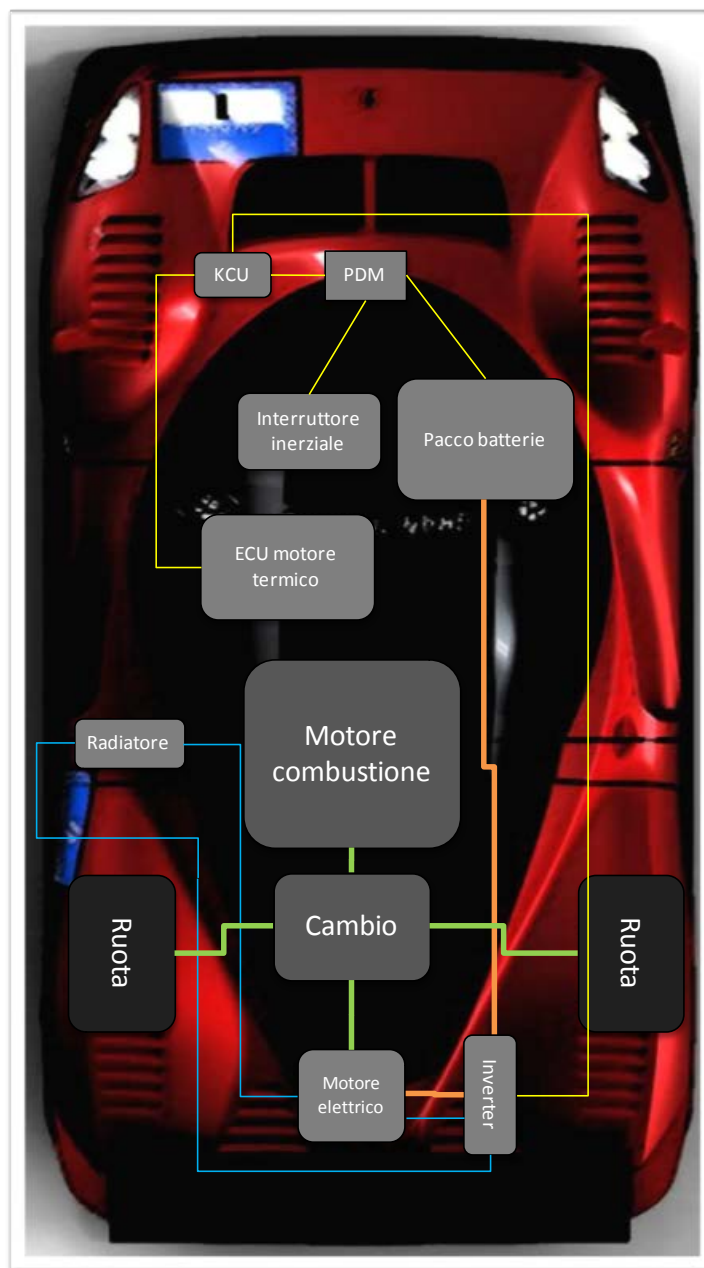 KCU
PDM
Interruttore
inerziale
Pacco batterie
ECU motore
termico
Motore
combustione
Radiatore
Ruota
Cambio
Ruota
Motore
elettrico
Inverter